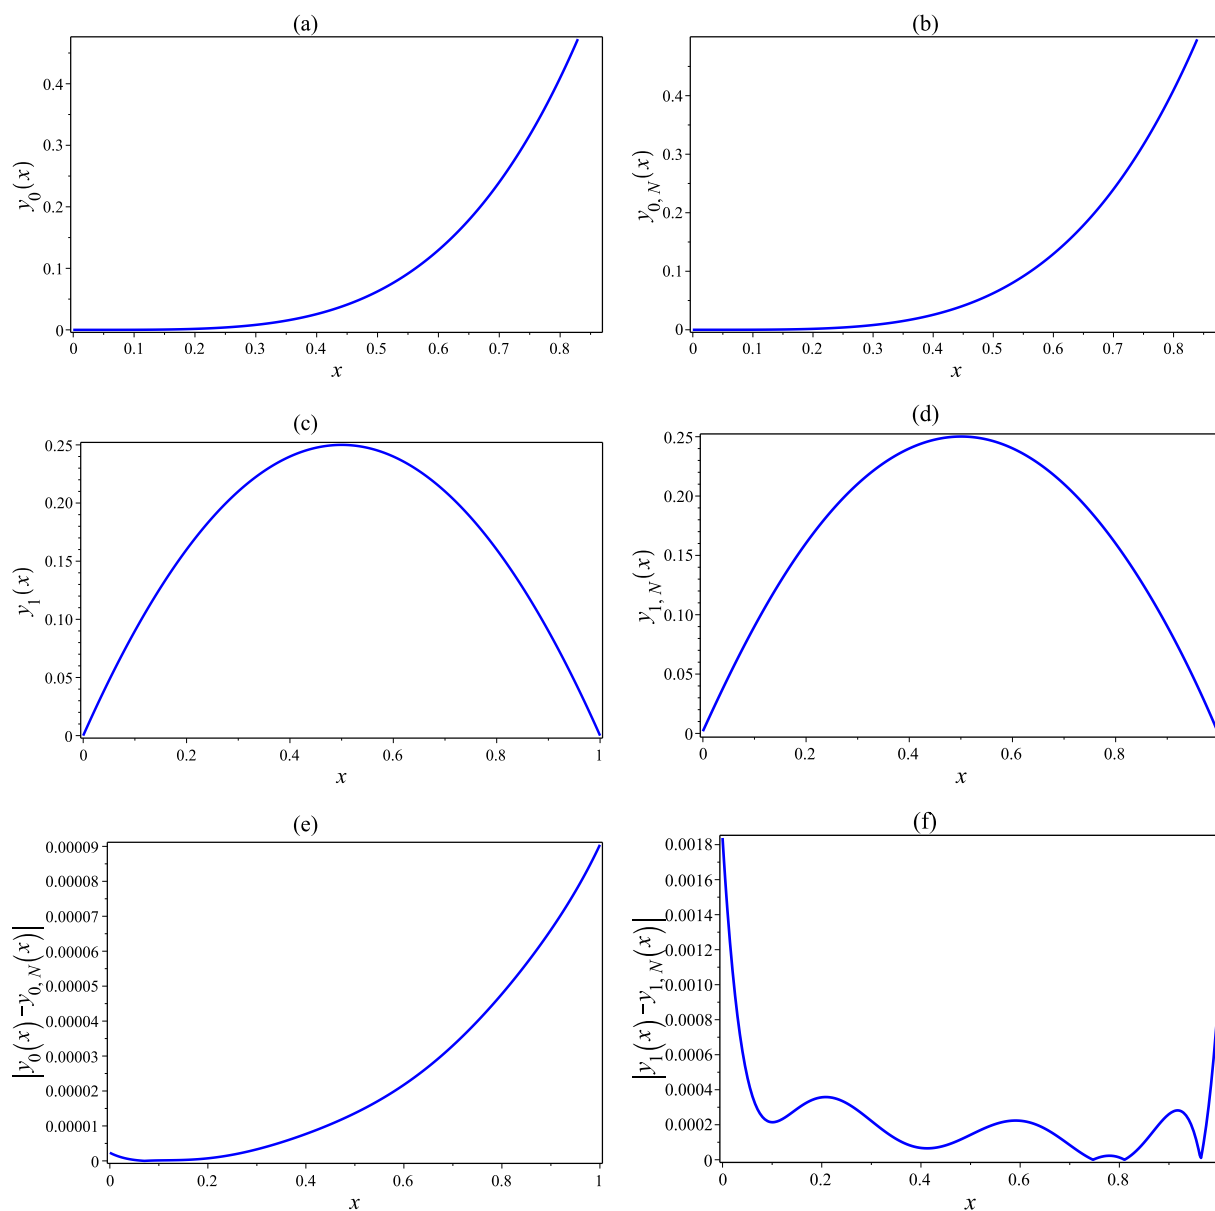 (a)
y₀(x)
0.4
0.3
0.2
0.1
0
0 0.1 0.2 0.3 0.4 0.5 0.6 0.7 0.8
x
(b)
y₀,N(x)
0.4
0.3
0.2
0.1
0
0 0.1 0.2 0.3 0.4 0.5 0.6 0.7 0.8
x
(c)
y₁(x)
0.25
0.20
0.15
0.10
0.05
0
0 0.2 0.4 0.6 0.8 1
x
(d)
y₁,N(x)
0.25
0.20
0.15
0.10
0.05
0
0 0.2 0.4 0.6 0.8
x
(e)
|y₀(x)−y₀,N(x)|
0.00009
0.00008
0.00007
0.00006
0.00005
0.00004
0.00003
0.00002
0.00001
0
0 0.2 0.4 0.6 0.8 1
x
(f)
|y₁(x)−y₁,N(x)|
0.0018
0.0016
0.0014
0.0012
0.0010
0.0008
0.0006
0.0004
0.0002
0
0 0.2 0.4 0.6 0.8
x